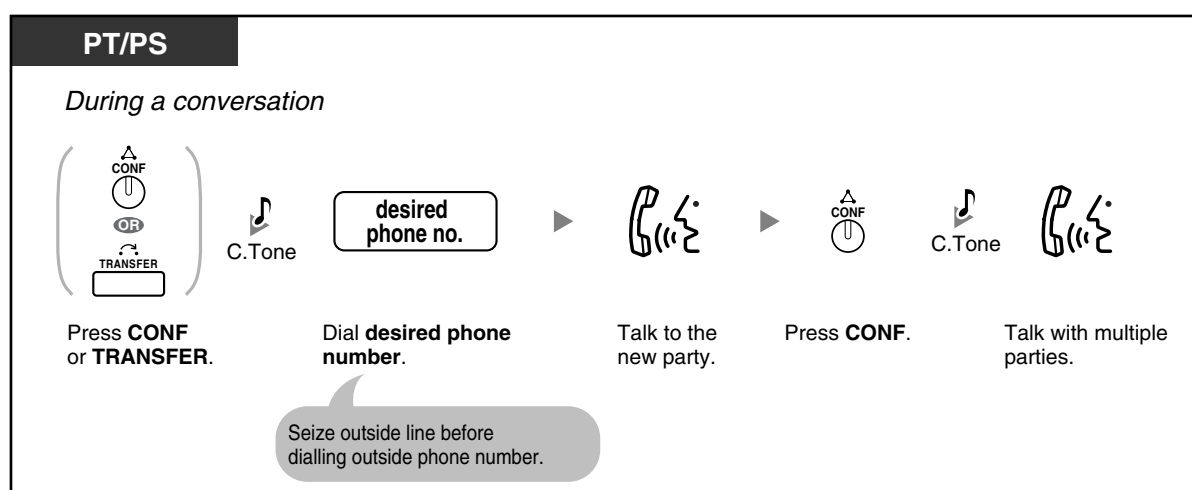 PT/PS
During a conversation
CONF
OR
TRANSFER
C.Tone
desired
phone no.
CONF
C.Tone
Press CONF
or TRANSFER.
Dial desired phone
number.
Talk to the
new party.
Press CONF.
Talk with multiple
parties.
Seize outside line before
dialling outside phone number.